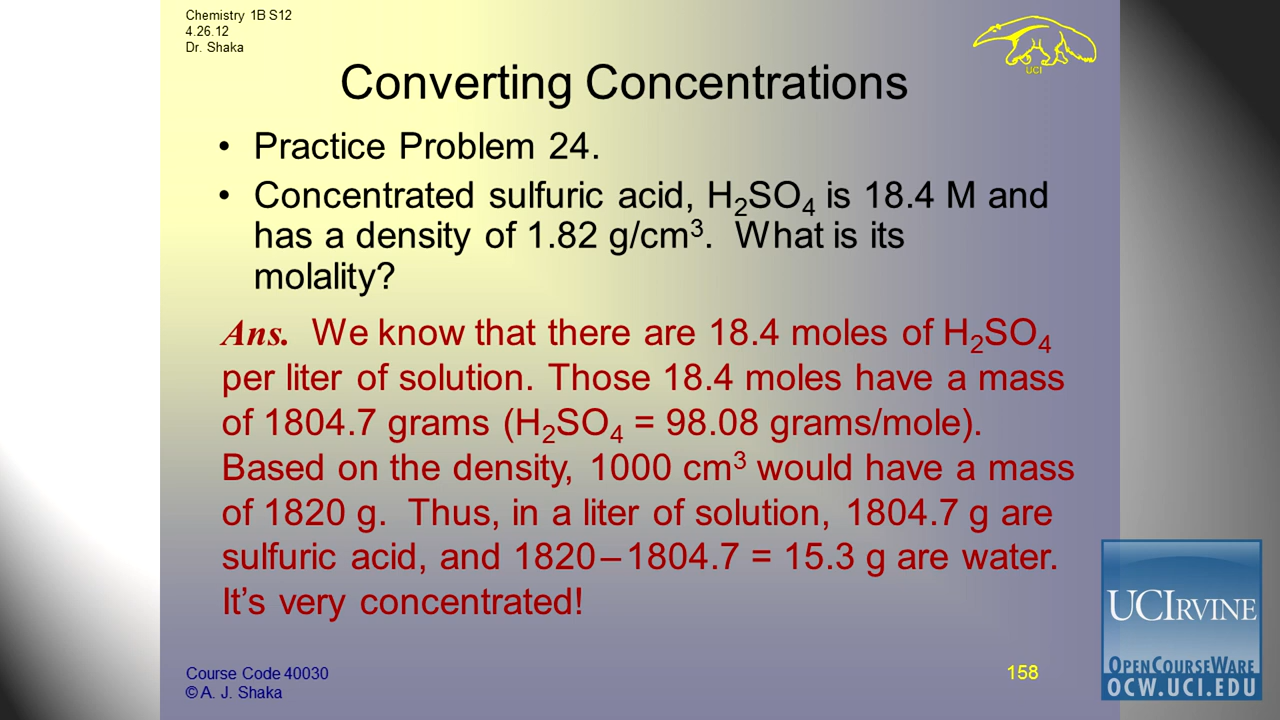 Chemistry 1B S12
4.26.12
Dr. Shaka
UCI
Converting Concentrations
• Practice Problem 24.
• Concentrated sulfuric acid, H₂SO₄ is 18.4 M and
has a density of 1.82 g/cm³. What is its
molality?
Ans. We know that there are 18.4 moles of H₂SO₄
per liter of solution. Those 18.4 moles have a mass
of 1804.7 grams (H₂SO₄ = 98.08 grams/mole).
Based on the density, 1000 cm³ would have a mass
of 1820 g. Thus, in a liter of solution, 1804.7 g are
sulfuric acid, and 1820 – 1804.7 = 15.3 g are water.
It’s very concentrated!
Course Code 40030
© A. J. Shaka
158
UCIRVINE
OPENCOURSEWARE
OCW.UCI.EDU